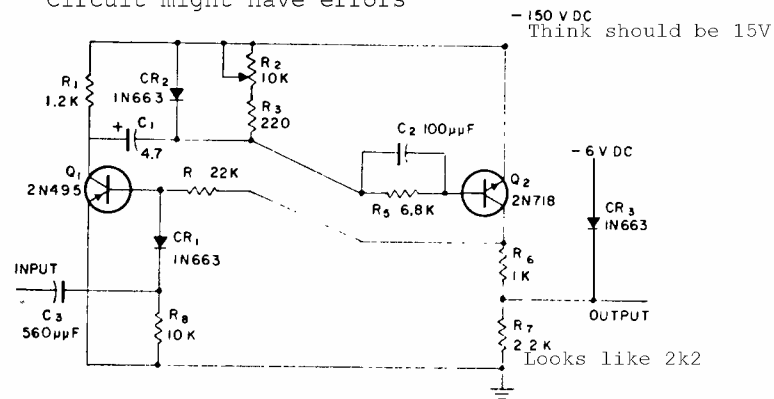 Circuit might have errors
- 150 V DC
Think should be 15V
R1
1.2K
CR2
1N663
R2
10K
R3
220
+ C1
4.7
C2 100µµF
Q1
2N495
R 22K
R5 6.8K
Q2
2N718
- 6 V DC
CR3
1N663
CR1
1N663
INPUT
C3
560µµF
R8
10K
R6
1K
OUTPUT
R7
2 2K
Looks like 2k2